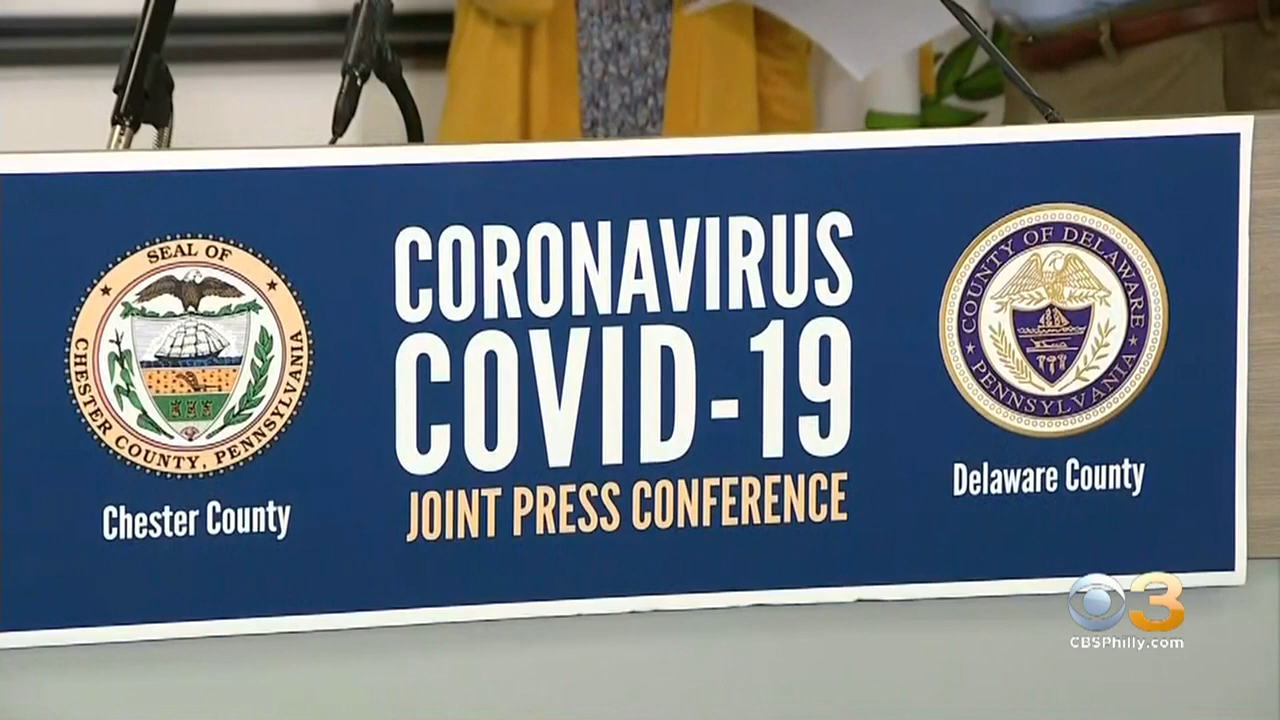 SEAL OF
CHESTER COUNTY, PENNSYLVANIA
Chester County
CORONAVIRUS
COVID-19
JOINT PRESS CONFERENCE
COUNTY OF DELAWARE
PENNSYLVANIA
Delaware County
3
CBSPhilly.com